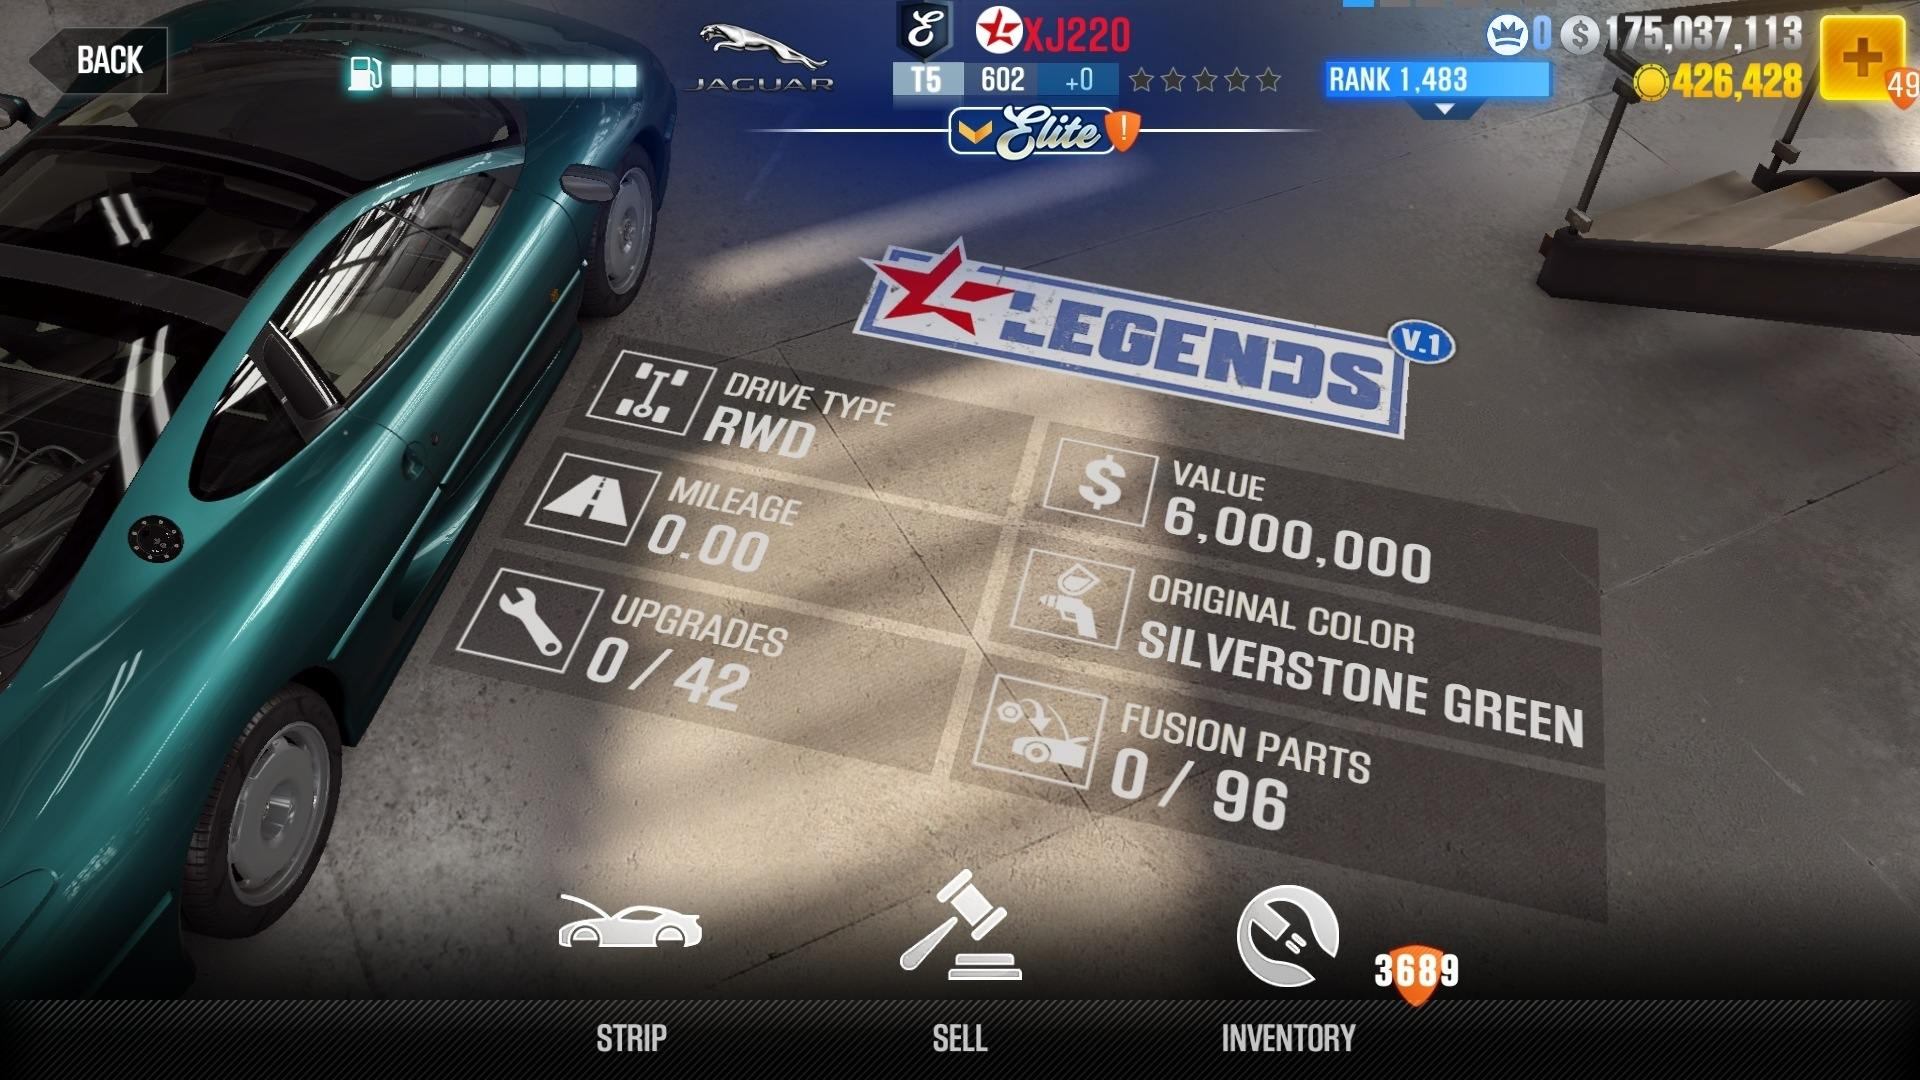 BACK
JAGUAR
XJ220
T5 602 +0
Elite !
RANK 1,483
0 $ 175,037,113
426,428
49
LEGENDS
V.1
DRIVE TYPE
RWD
MILEAGE
0.00
UPGRADES
0 / 42
$ VALUE
6,000,000
ORIGINAL COLOR
SILVERSTONE GREEN
FUSION PARTS
0 / 96
3689
STRIP
SELL
INVENTORY